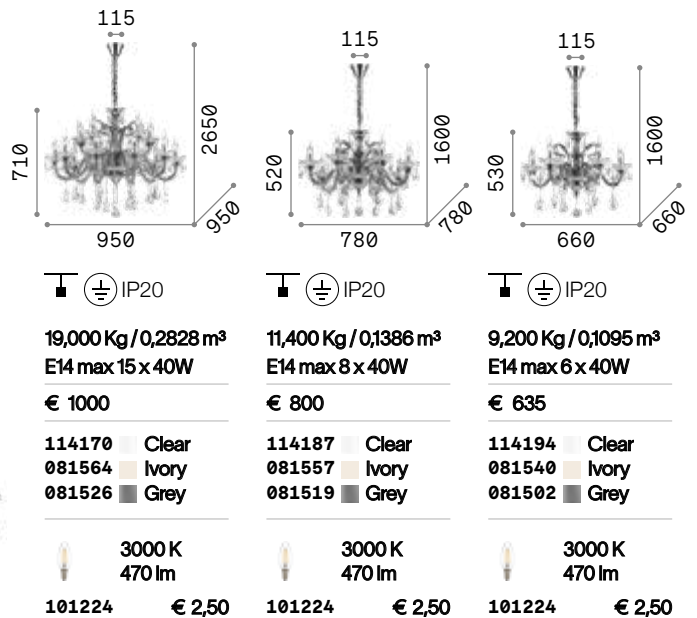 115
2650
710
950
950
IP20
19,000 Kg / 0,2828 m³
E14 max 15 x 40W
€ 1000
114170 Clear
081564 Ivory
081526 Grey
3000 K
470 lm
101224 € 2,50
115
1600
520
780
780
IP20
11,400 Kg / 0,1386 m³
E14 max 8 x 40W
€ 800
114187 Clear
081557 Ivory
081519 Grey
3000 K
470 lm
101224 € 2,50
115
1600
530
660
660
IP20
9,200 Kg / 0,1095 m³
E14 max 6 x 40W
€ 635
114194 Clear
081540 Ivory
081502 Grey
3000 K
470 lm
101224 € 2,50